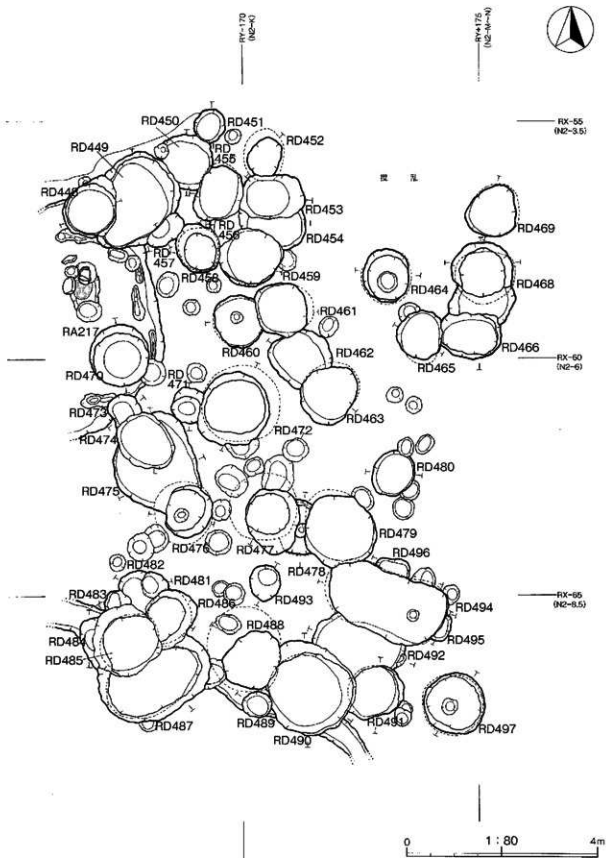 RY-170
(N2-K)
RY+175
(N2-M~N)
RX-55
(N2-3.5)
RD450
RD451
RD449
RD
455
RD452
撹 乱
RD448
RD453
RD469
RD
456
RD454
RD
457
RD458
RD459
RD464
RD468
RA217
RD461
RD460
RD462
RD465
RD466
RX-60
(N2-6)
RD470
RD
471
RD463
RD473
RD474
RD472
RD480
RD475
RD476
RD477
RD479
RD478
RD496
RD482
RD481
RD483
RD486
RD493
RD494
RX-65
(N2-8.5)
RD484
RD488
RD495
RD485
RD492
RD487
RD489
RD491
RD497
RD490
0
1:80
4m